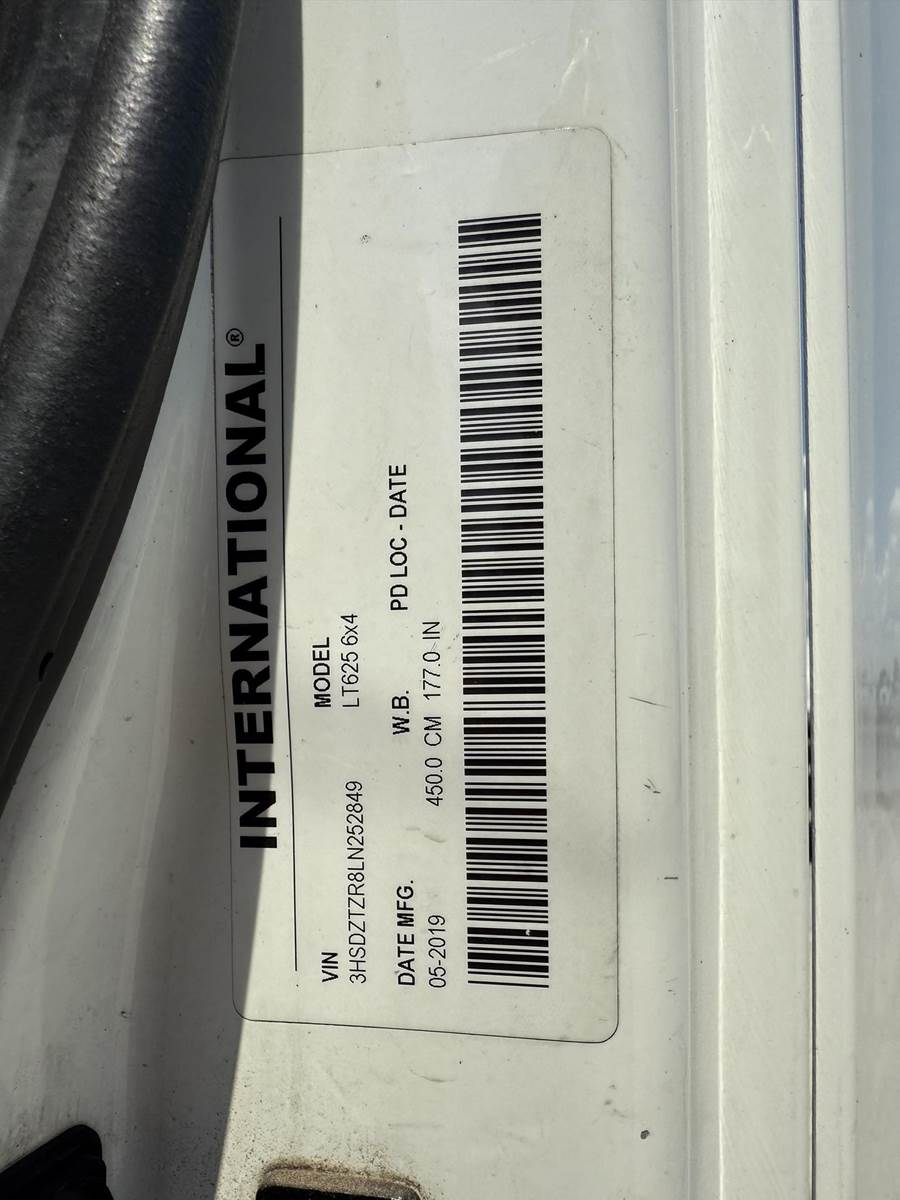 INTERNATIONAL®
VIN MODEL
3HSDZTZR8LN252849 LT625 6x4
DATE MFG. W.B. PD LOC - DATE
05-2019 450.0 CM 177.0 IN